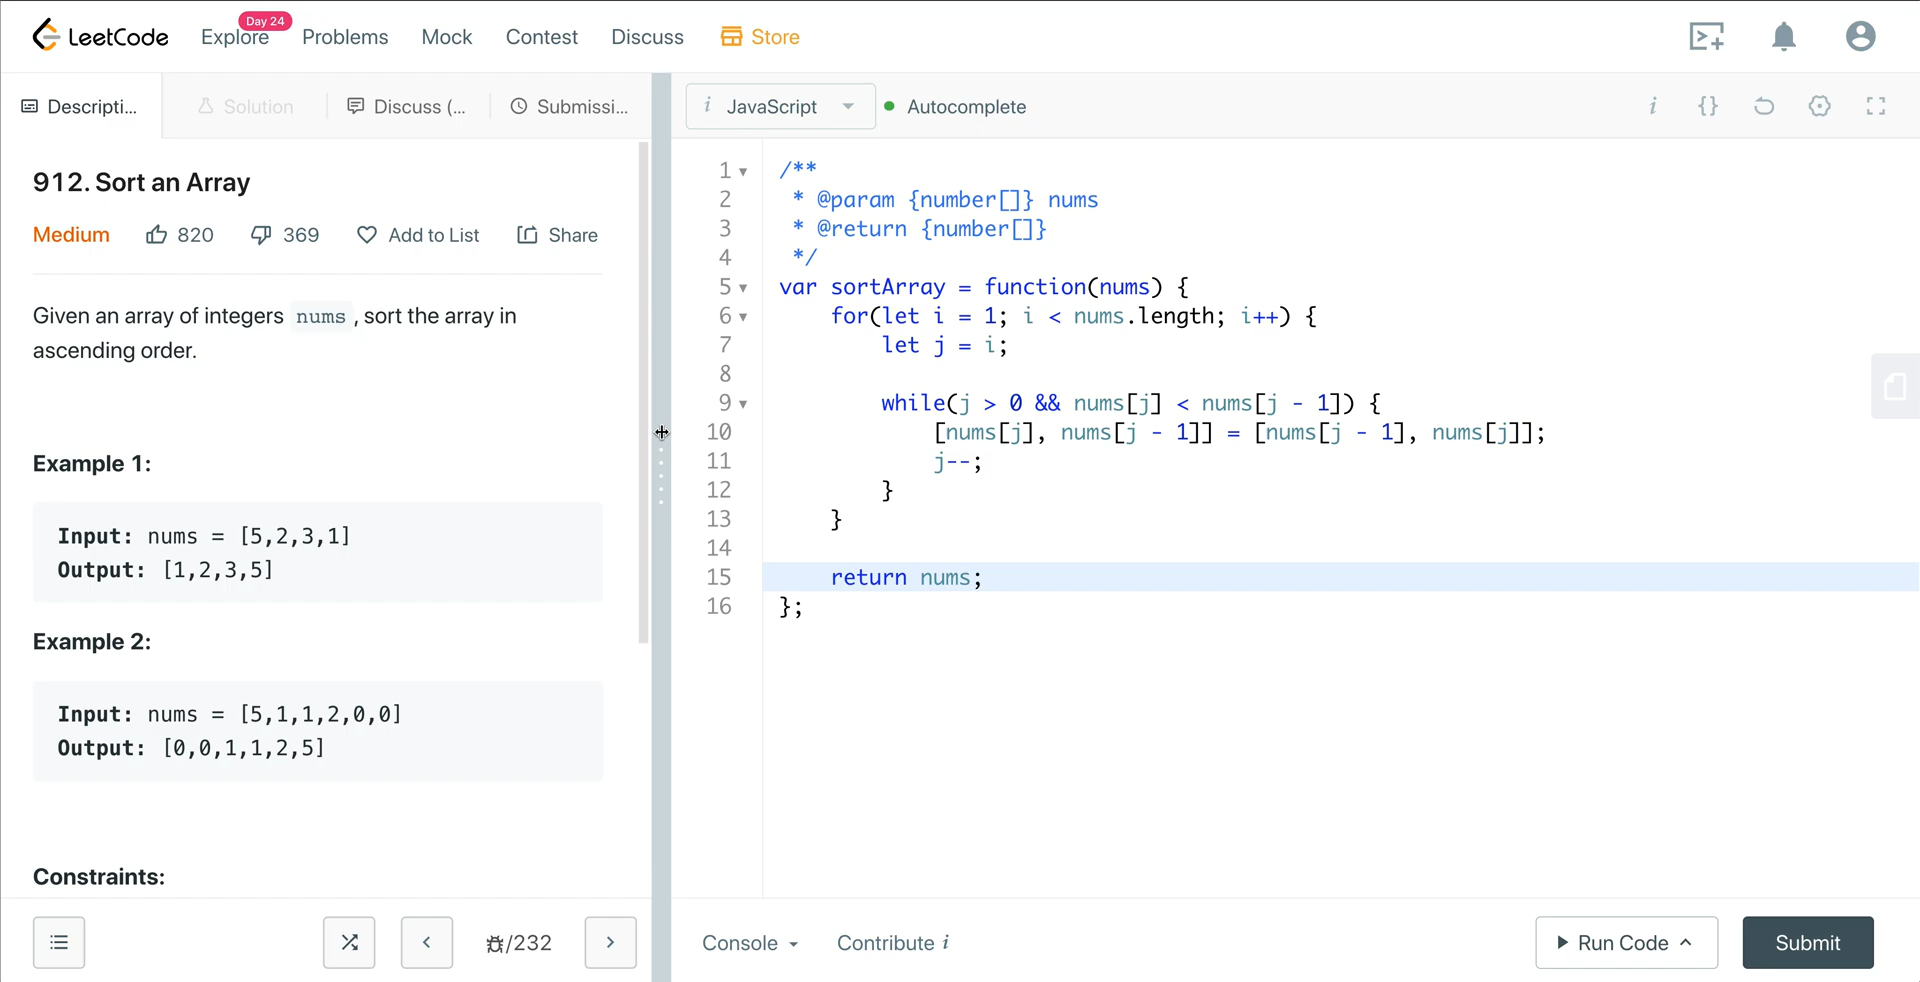 LeetCode
Explore
Day 24
Problems
Mock
Contest
Discuss
Store
Descripti...
Solution
Discuss (...
Submissi...
i JavaScript
Autocomplete
i {}
912. Sort an Array
Medium
820
369
Add to List
Share
Given an array of integers nums , sort the array in
ascending order.
Example 1:
Input: nums = [5,2,3,1]
Output: [1,2,3,5]
Example 2:
Input: nums = [5,1,1,2,0,0]
Output: [0,0,1,1,2,5]
Constraints:
/232
1 /**
2  * @param {number[]} nums
3  * @return {number[]}
4  */
5 var sortArray = function(nums) {
6     for(let i = 1; i < nums.length; i++) {
7         let j = i;
8
9         while(j > 0 && nums[j] < nums[j - 1]) {
10             [nums[j], nums[j - 1]] = [nums[j - 1], nums[j]];
11             j--;
12         }
13     }
14
15     return nums;
16 };
Console
Contribute i
Run Code
Submit